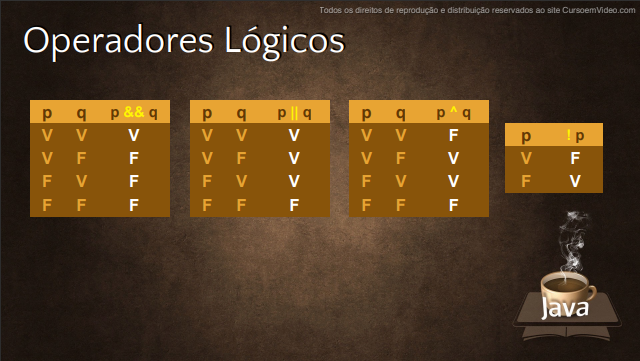 Todos os direitos de reprodução e distribuição reservados ao site CursoemVideo.com
Operadores Lógicos
p q p && q
V V V
V F F
F V F
F F F
p q p || q
V V V
V F V
F V V
F F F
p q p ^ q
V V F
V F V
F V V
F F F
p ! p
V F
F V
Java